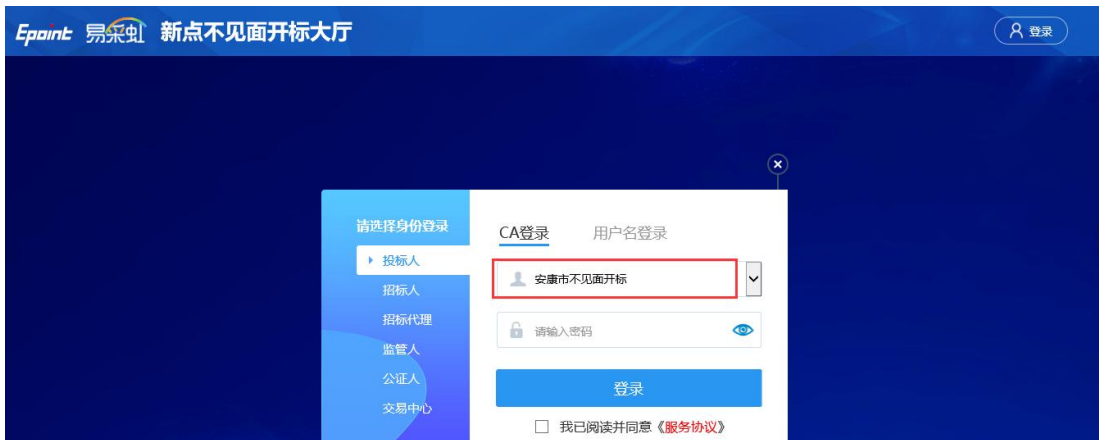 Epoint 易采虹 新点不见面开标大厅
登录
请选择身份登录
投标人
招标人
招标代理
监管人
公证人
交易中心
CA登录 用户名登录
安康市不见面开标
请输入密码
登录
我已阅读并同意《服务协议》